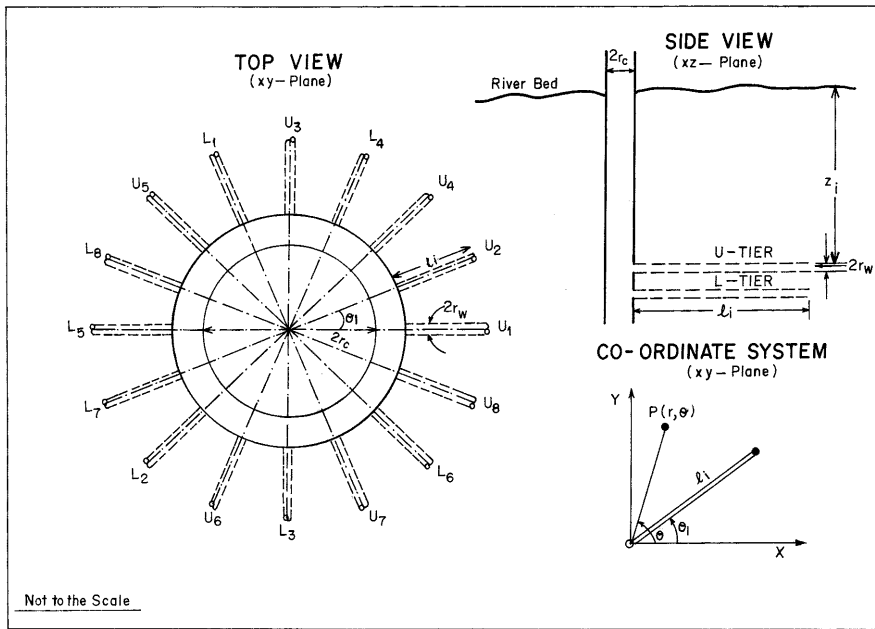 TOP VIEW
(xy-Plane)
U3
L1
L4
U5
U4
L8
U2
ℓi
θ1
2rw
L5
2rc
U1
L7
U8
L2
L6
U6
L3
U7
Not to the Scale
SIDE VIEW
(xz-Plane)
2rc
River Bed
zi
U-TIER
2rw
L-TIER
ℓi
CO-ORDINATE SYSTEM
(xy-Plane)
Y
P(r,θ)
ℓi
θ
θ1
X